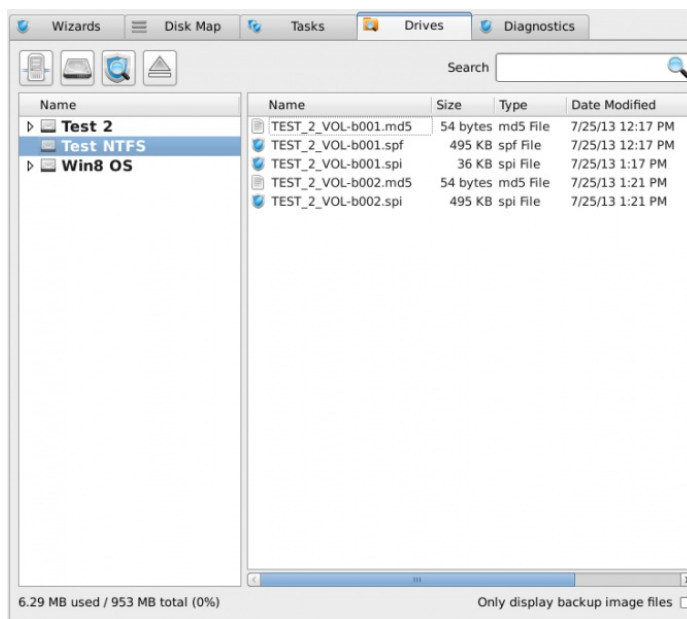 Wizards Disk Map Tasks Drives Diagnostics
Search
Name
Test 2
Test NTFS
Win8 OS
Name Size Type Date Modified
TEST_2_VOL-b001.md5 54 bytes md5 File 7/25/13 12:17 PM
TEST_2_VOL-b001.spf 495 KB spf File 7/25/13 12:17 PM
TEST_2_VOL-b001.spi 36 KB spi File 7/25/13 1:17 PM
TEST_2_VOL-b002.md5 54 bytes md5 File 7/25/13 1:21 PM
TEST_2_VOL-b002.spi 495 KB spi File 7/25/13 1:21 PM
6.29 MB used / 953 MB total (0%) Only display backup image files